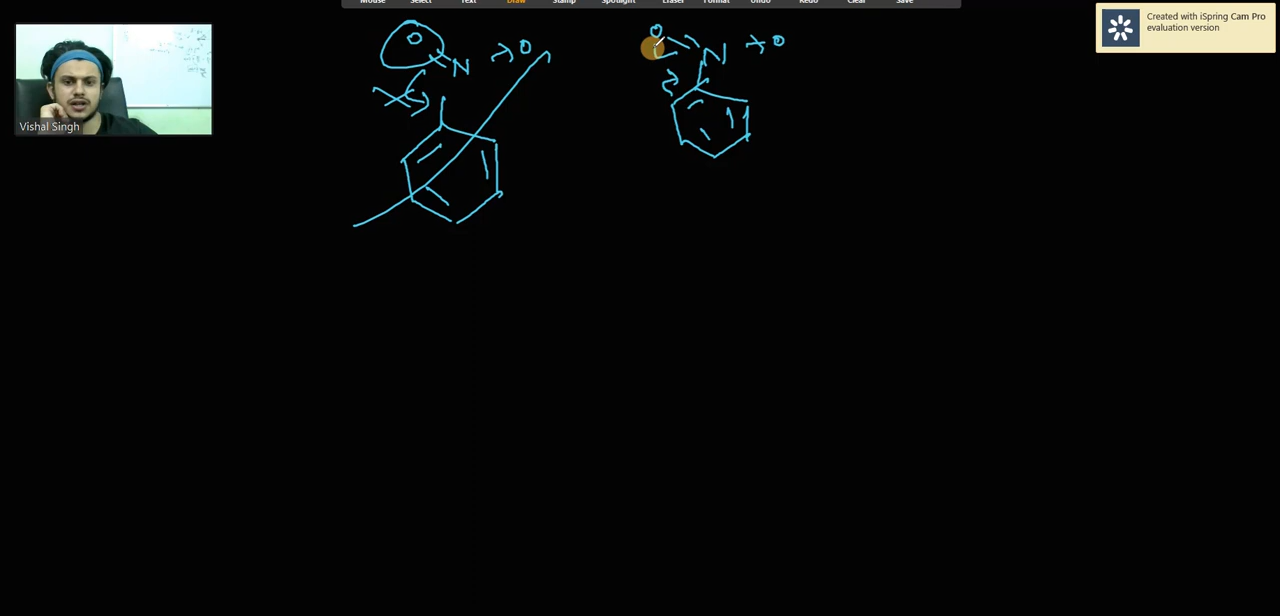 Mouse Select Text Draw Stamp Spotlight Eraser Format Undo Redo Clear Save
Created with iSpring Cam Pro
evaluation version
Vishal Singh
O
N → O
O
N → O